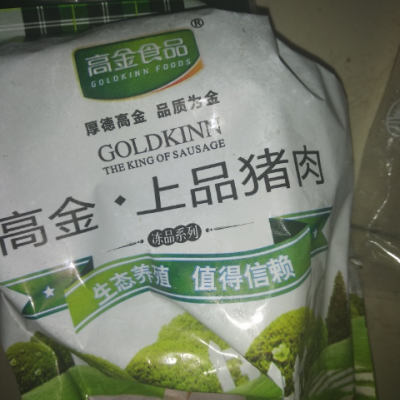 高金食品®
GOLDKINN FOODS
厚德高金 品质为金
GOLDKINN
THE KING OF SAUSAGE
高金·上品猪肉
冻品系列
生态养殖 值得信赖